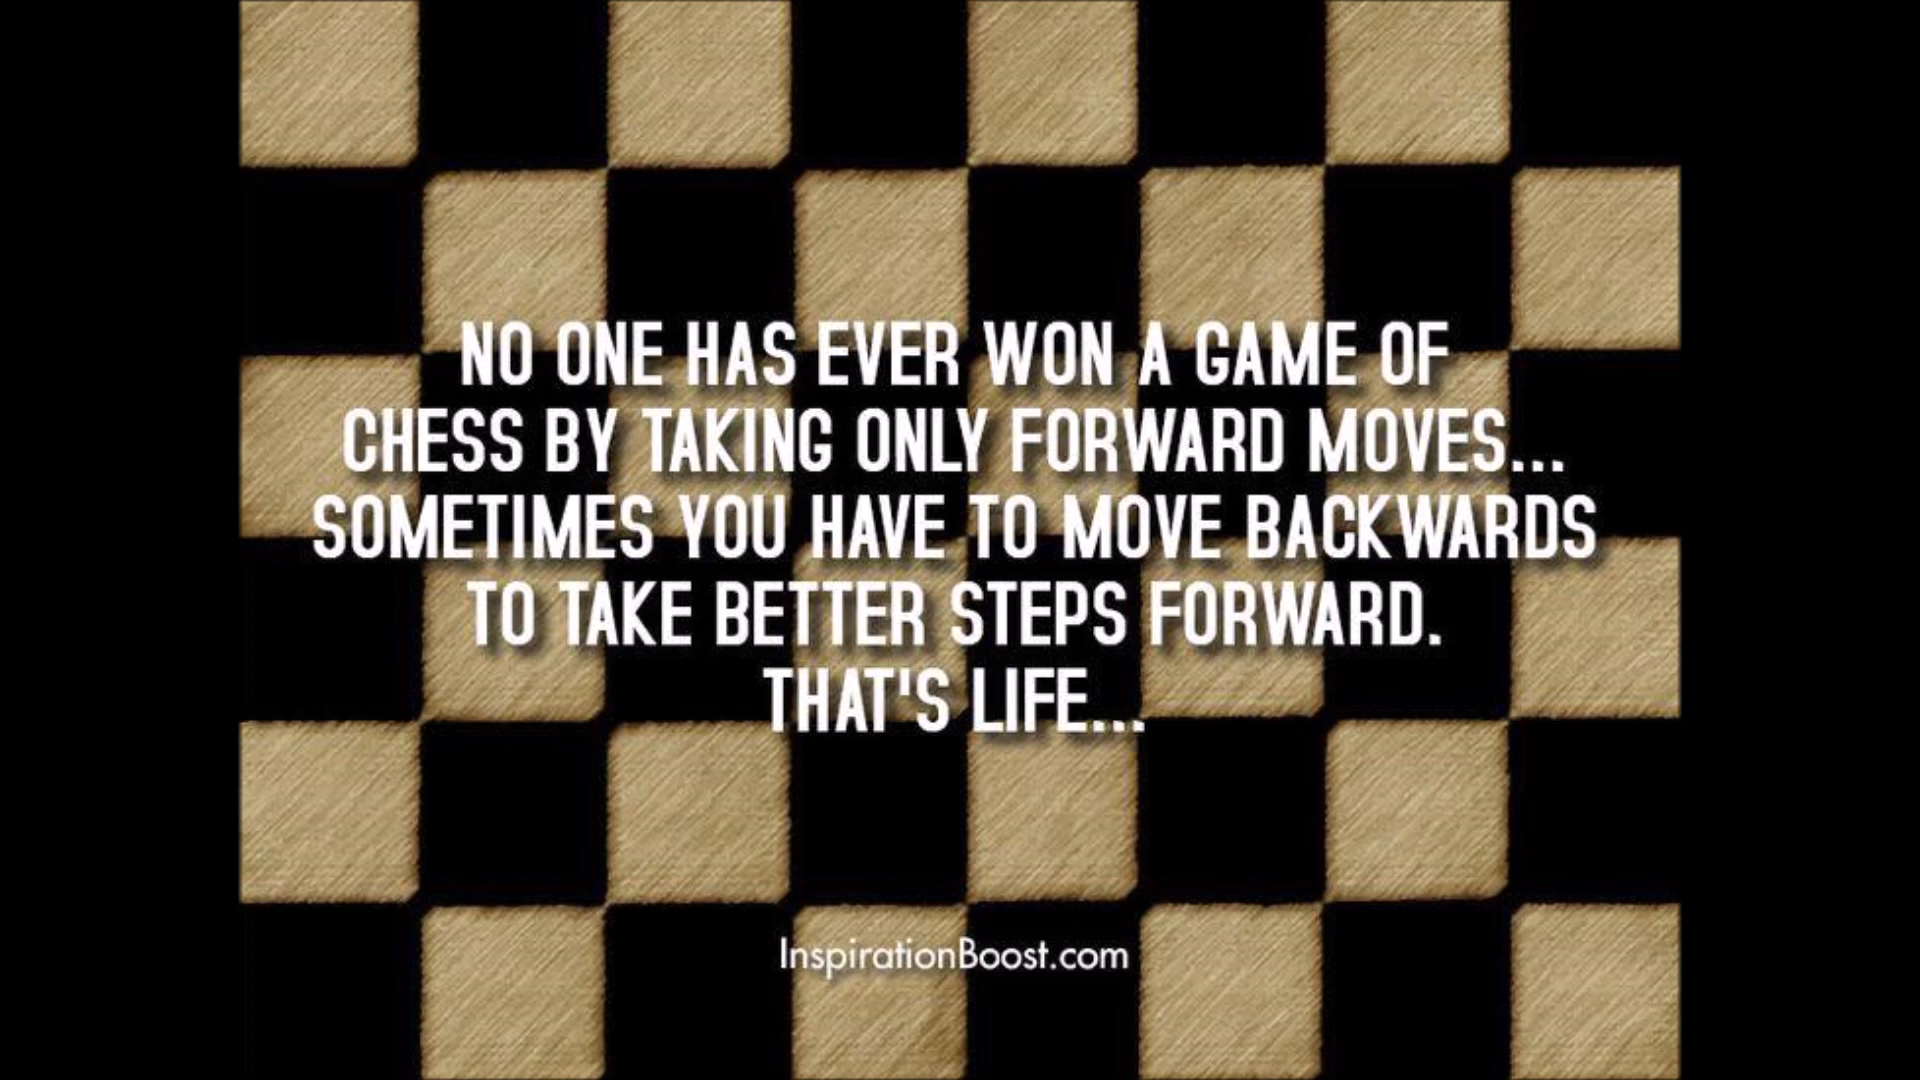 NO ONE HAS EVER WON A GAME OF
CHESS BY TAKING ONLY FORWARD MOVES...
SOMETIMES YOU HAVE TO MOVE BACKWARDS
TO TAKE BETTER STEPS FORWARD.
THAT'S LIFE...
InspirationBoost.com